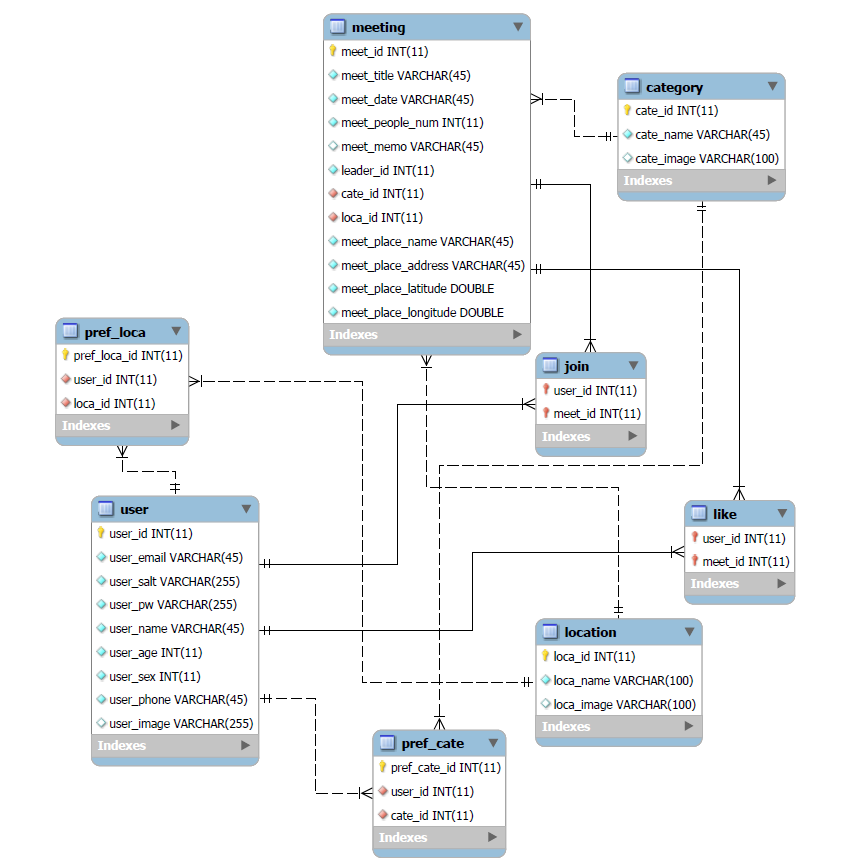 meeting
meet_id INT(11)
meet_title VARCHAR(45)
meet_date VARCHAR(45)
meet_people_num INT(11)
meet_memo VARCHAR(45)
leader_id INT(11)
cate_id INT(11)
loca_id INT(11)
meet_place_name VARCHAR(45)
meet_place_address VARCHAR(45)
meet_place_latitude DOUBLE
meet_place_longitude DOUBLE
Indexes
category
cate_id INT(11)
cate_name VARCHAR(45)
cate_image VARCHAR(100)
Indexes
pref_loca
pref_loca_id INT(11)
user_id INT(11)
loca_id INT(11)
Indexes
join
user_id INT(11)
meet_id INT(11)
Indexes
user
user_id INT(11)
user_email VARCHAR(45)
user_salt VARCHAR(255)
user_pw VARCHAR(255)
user_name VARCHAR(45)
user_age INT(11)
user_sex INT(11)
user_phone VARCHAR(45)
user_image VARCHAR(255)
Indexes
like
user_id INT(11)
meet_id INT(11)
Indexes
location
loca_id INT(11)
loca_name VARCHAR(100)
loca_image VARCHAR(100)
Indexes
pref_cate
pref_cate_id INT(11)
user_id INT(11)
cate_id INT(11)
Indexes